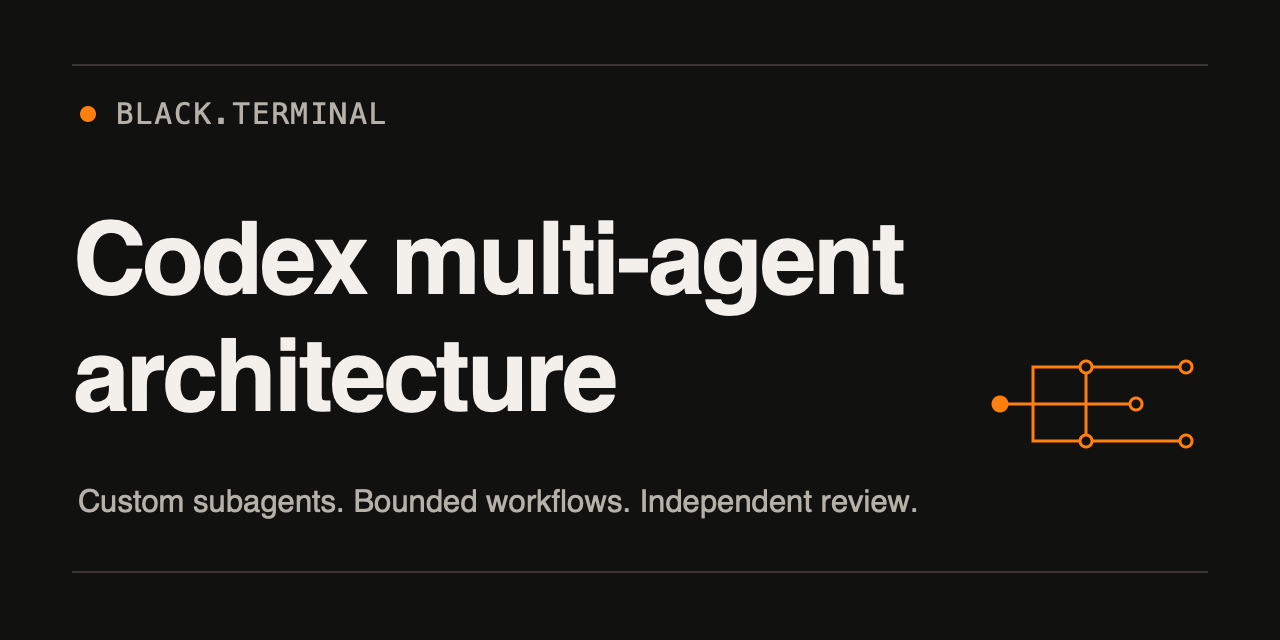 BLACK.TERMINAL
Codex multi-agent
architecture
Custom subagents. Bounded workflows. Independent review.